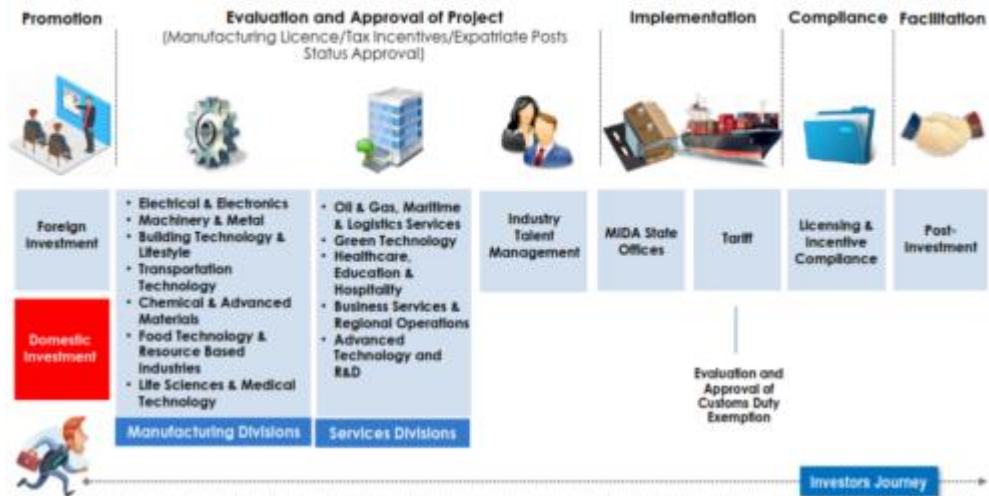 Promotion
Evaluation and Approval of Project
(Manufacturing Licence/Tax Incentives/Expatriate Posts
Status Approval)
Implementation
Compliance
Facilitation
Foreign
Investment
Domestic
Investment
• Electrical & Electronics
• Machinery & Metal
• Building Technology &
Lifestyle
• Transportation
Technology
• Chemical & Advanced
Materials
• Food Technology &
Resource Based
Industries
• Life Sciences & Medical
Technology
Manufacturing Divisions
• Oil & Gas, Maritime
& Logistics Services
• Green Technology
• Healthcare,
Education &
Hospitality
• Business Services &
Regional Operations
• Advanced
Technology and
R&D
Services Divisions
Industry
Talent
Management
MIDA State
Offices
Tariff
Evaluation and
Approval of
Customs Duty
Exemption
Licensing &
Incentive
Compliance
Post-
Investment
Investors Journey